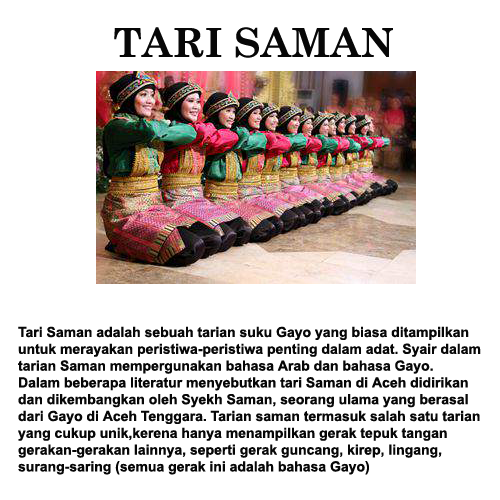 TARI SAMAN
Tari Saman adalah sebuah tarian suku Gayo yang biasa ditampilkan
untuk merayakan peristiwa-peristiwa penting dalam adat. Syair dalam
tarian Saman mempergunakan bahasa Arab dan bahasa Gayo.
Dalam beberapa literatur menyebutkan tari Saman di Aceh didirikan
dan dikembangkan oleh Syekh Saman, seorang ulama yang berasal
dari Gayo di Aceh Tenggara. Tarian saman termasuk salah satu tarian
yang cukup unik,kerena hanya menampilkan gerak tepuk tangan
gerakan-gerakan lainnya, seperti gerak guncang, kirep, lingang,
surang-saring (semua gerak ini adalah bahasa Gayo)